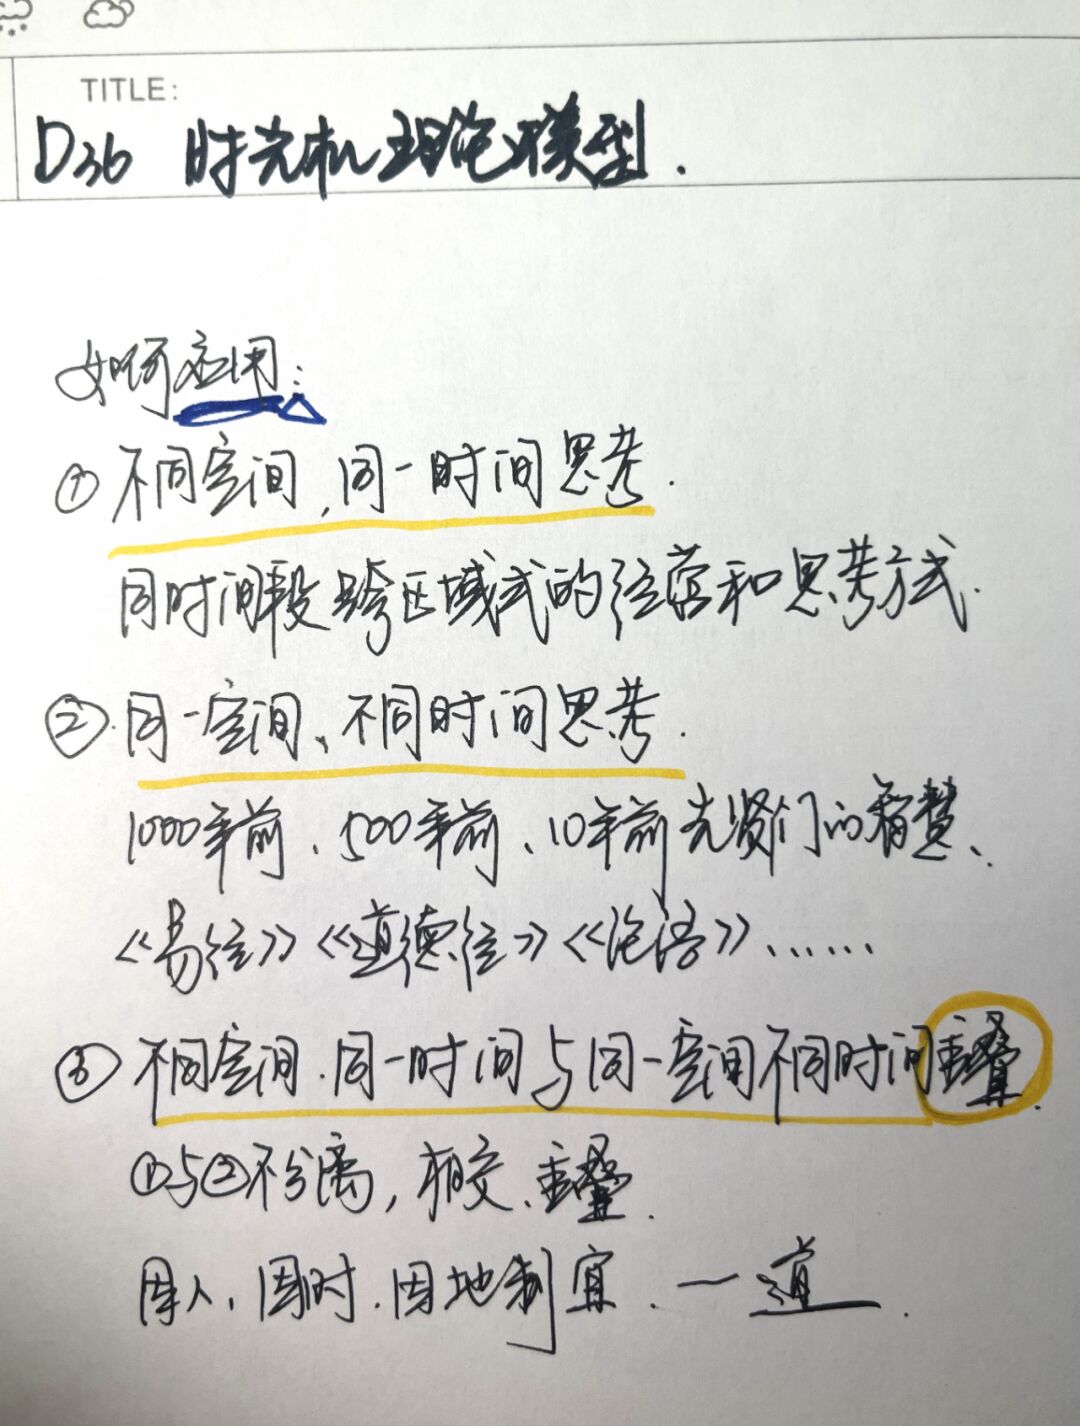 TITLE:
D36 时光机理论模型.
如何应用:
① 不同空间,同一时间思考.
同时间段跨区域式的经营和思考方式.
②.同一空间、不同时间思考.
1000年前、500年前、10年前先贤们的智慧、
《易经》《道德经》《论语》......
③ 不同空间.同一时间与同一空间不同时间重叠.
①与②不分离,相交、重叠.
因人、因时.因地制宜. 一道.